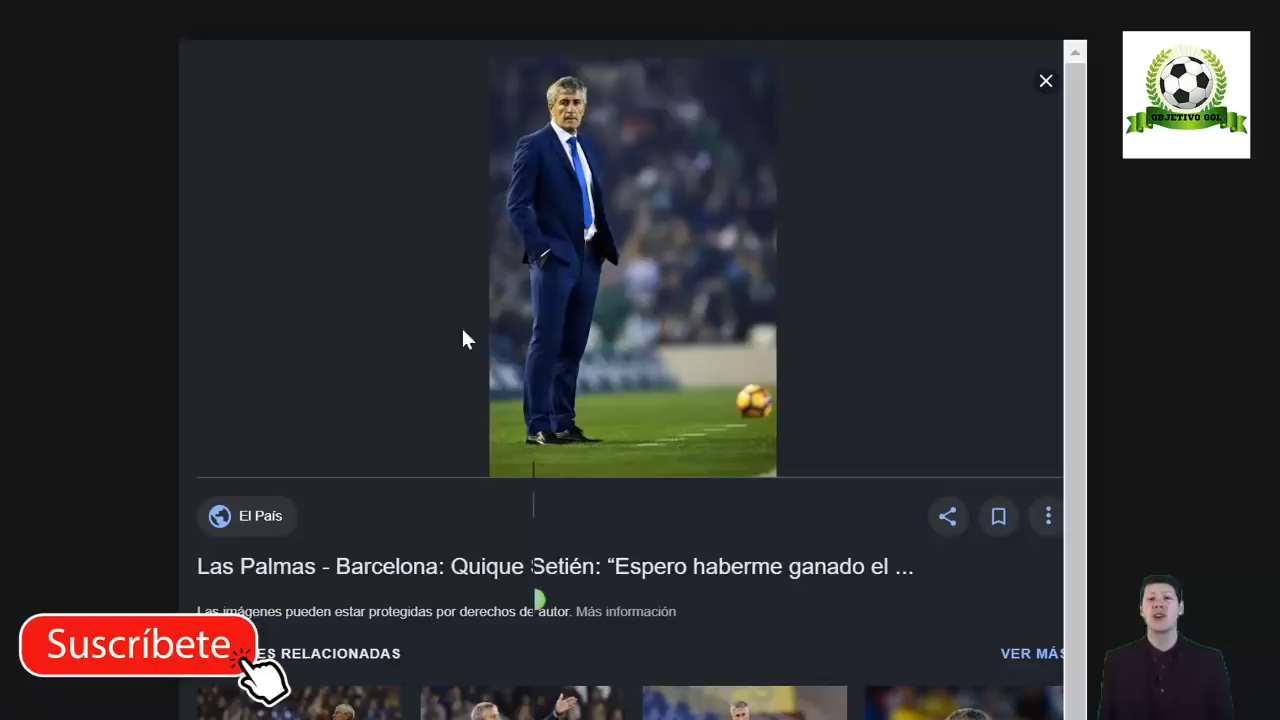 OBJETIVO GOL
El País
Las Palmas - Barcelona: Quique Setién: “Espero haberme ganado el ...
Las imágenes pueden estar protegidas por derechos de autor. Más información
Suscríbete
ES RELACIONADAS
VER MÁS